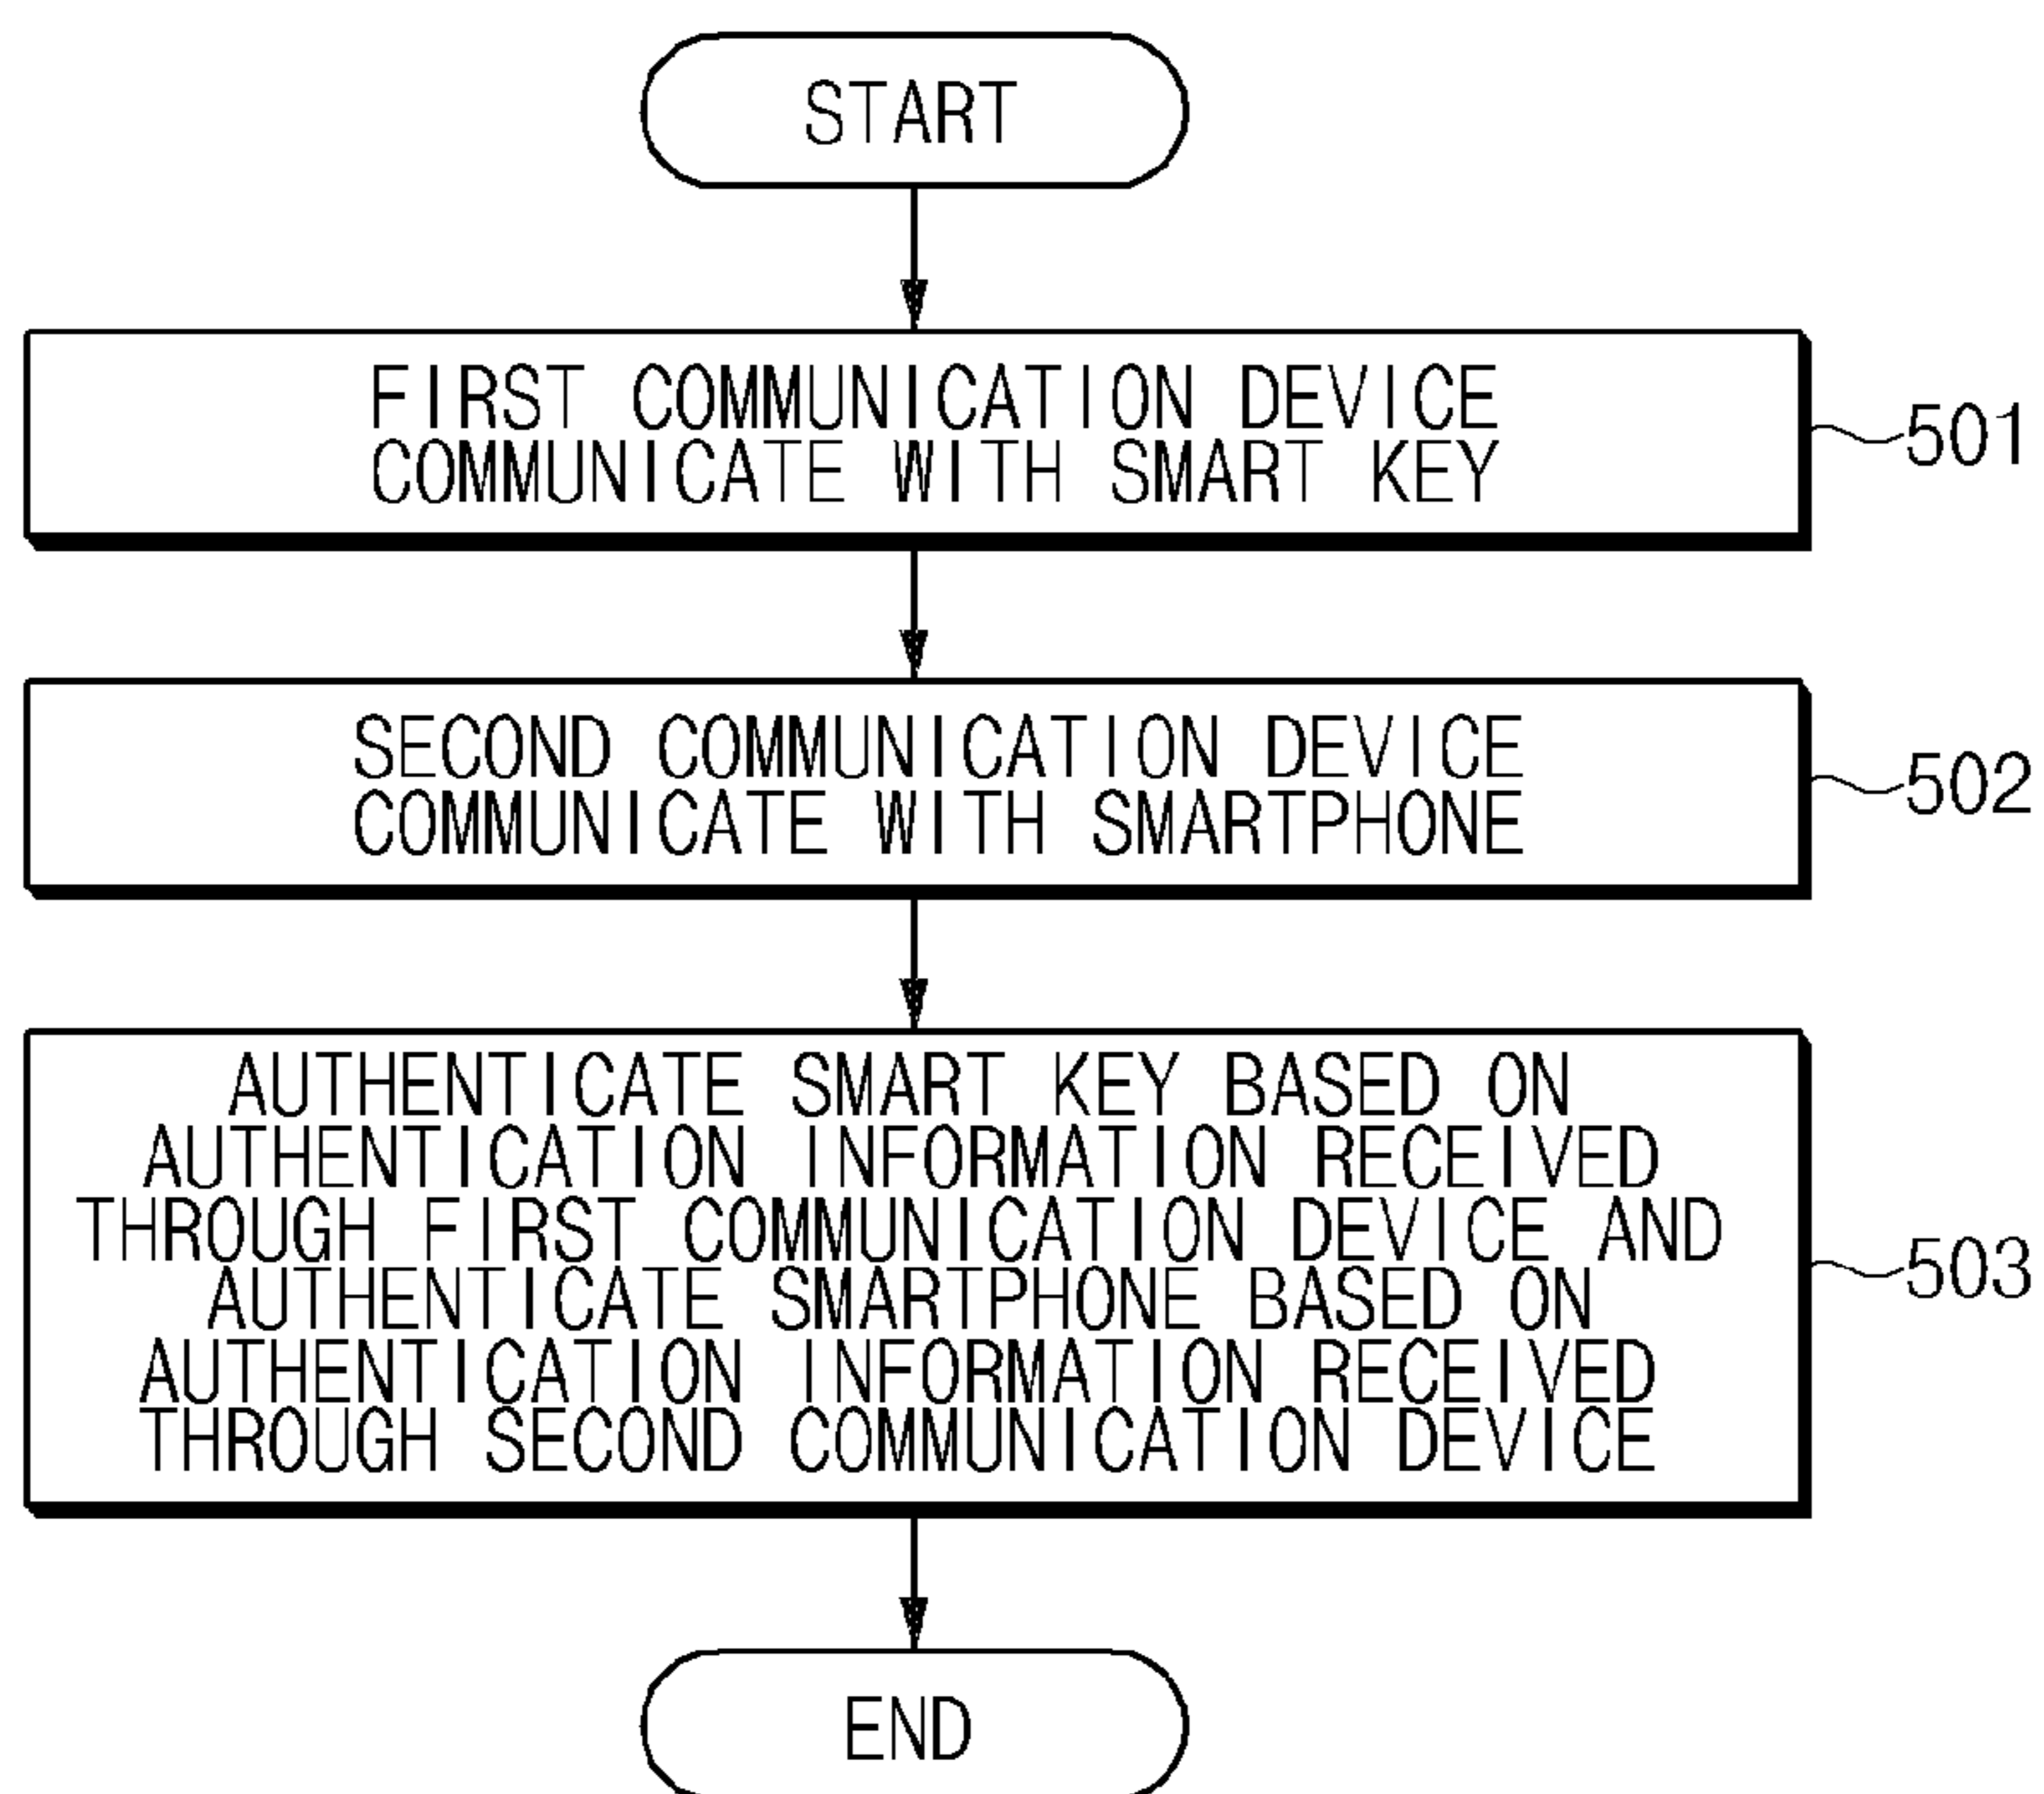 START
FIRST COMMUNICATION DEVICE
COMMUNICATE WITH SMART KEY
501
SECOND COMMUNICATION DEVICE
COMMUNICATE WITH SMARTPHONE
502
AUTHENTICATE SMART KEY BASED ON
AUTHENTICATION INFORMATION RECEIVED
THROUGH FIRST COMMUNICATION DEVICE AND
AUTHENTICATE SMARTPHONE BASED ON
AUTHENTICATION INFORMATION RECEIVED
THROUGH SECOND COMMUNICATION DEVICE
503
END